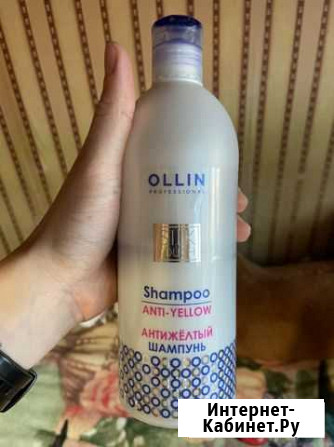 OLLIN
PROFESSIONAL
Shampoo
ANTI-YELLOW
АНТИЖЁЛТЫЙ
ШАМПУНЬ
Интернет-
Кабинет.Ру